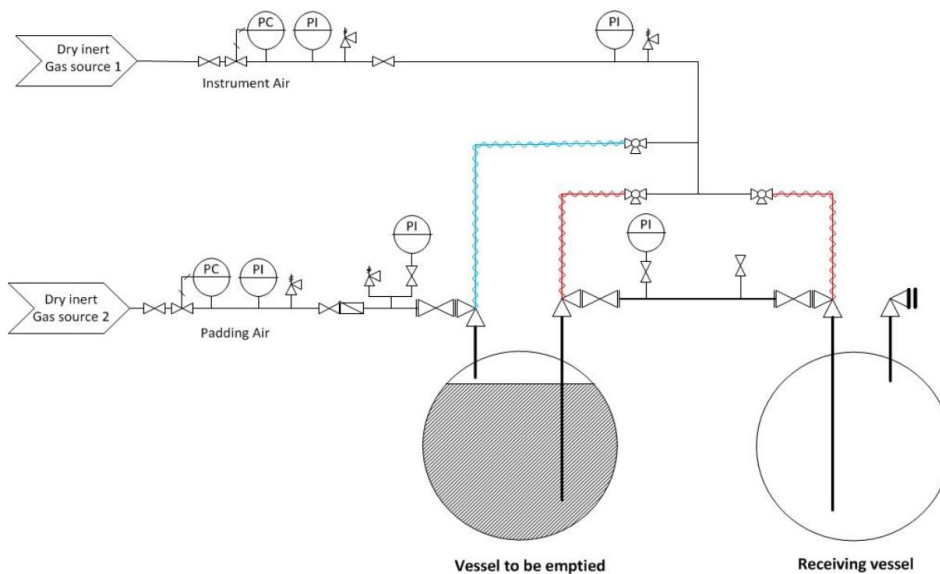 PC
PI
PI
Dry inert
Gas source 1
Instrument Air
PI
PI
PC
PI
Dry inert
Gas source 2
Padding Air
Vessel to be emptied
Receiving vessel